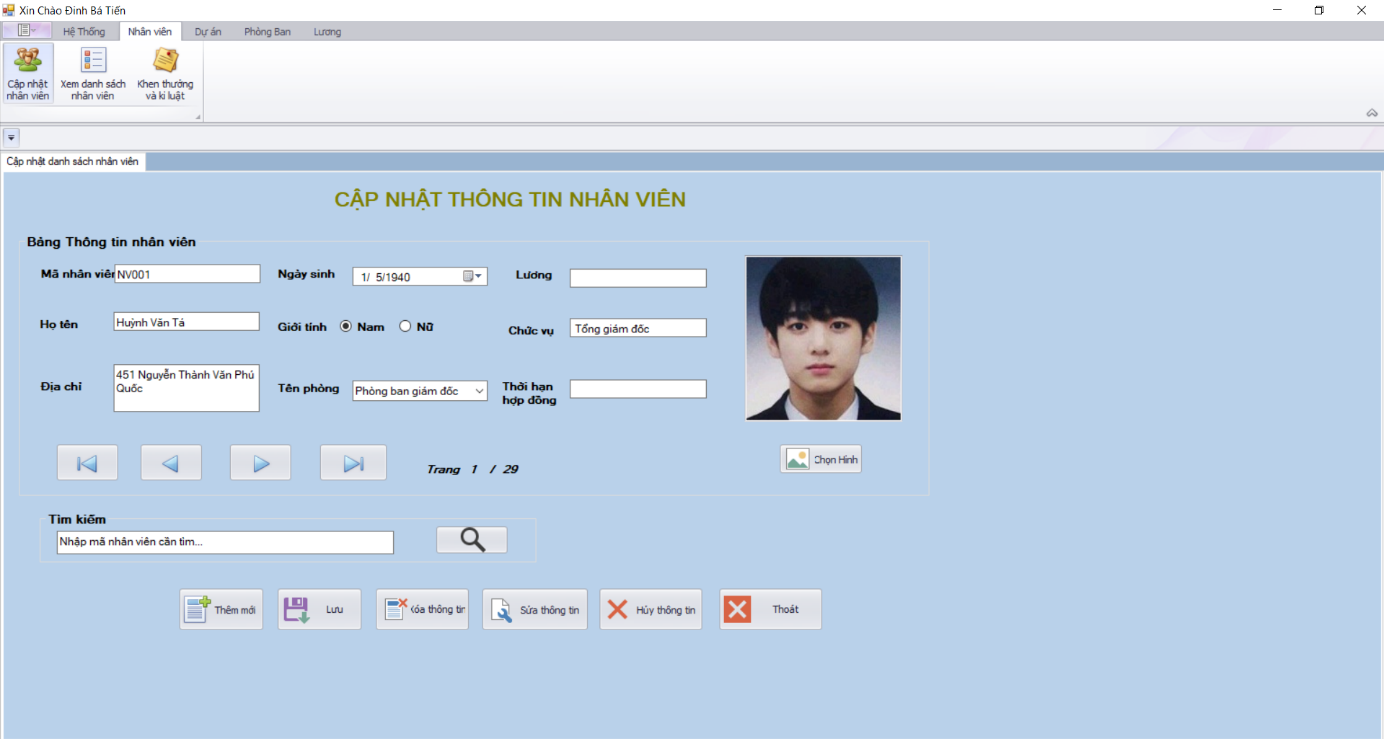 Xin Chào Đinh Bá Tiến
Hệ Thống Nhân viên Dự án Phòng Ban Lương
Cập nhật nhân viên Xem danh sách nhân viên Khen thưởng và kỉ luật
Cập nhật danh sách nhân viên
CẬP NHẬT THÔNG TIN NHÂN VIÊN
Bảng Thông tin nhân viên
Mã nhân viên NV001 Ngày sinh 1/ 5/1940 Lương
Họ tên Huỳnh Văn Tá Giới tính Nam Nữ Chức vụ Tổng giám đốc
Địa chỉ 451 Nguyễn Thành Văn Phú Quốc Tên phòng Phòng ban giám đốc Thời hạn hợp đồng
Trang 1 / 29
Chọn Hình
Tìm kiếm
Nhập mã nhân viên cần tìm...
Thêm mới Lưu Xóa thông tin Sửa thông tin Hủy thông tin Thoát